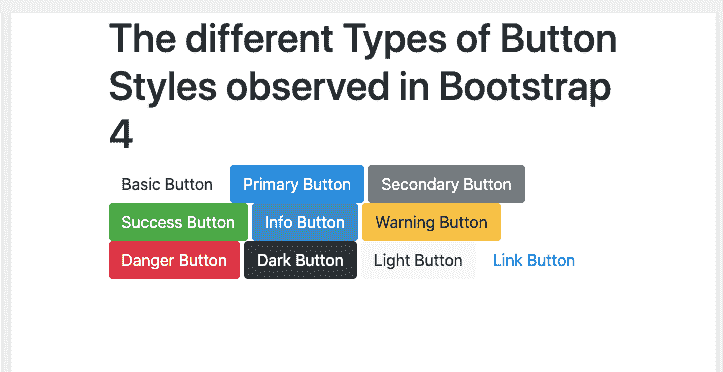 The different Types of Button
Styles observed in Bootstrap
4
Basic Button Primary Button Secondary Button
Success Button Info Button Warning Button
Danger Button Dark Button Light Button Link Button